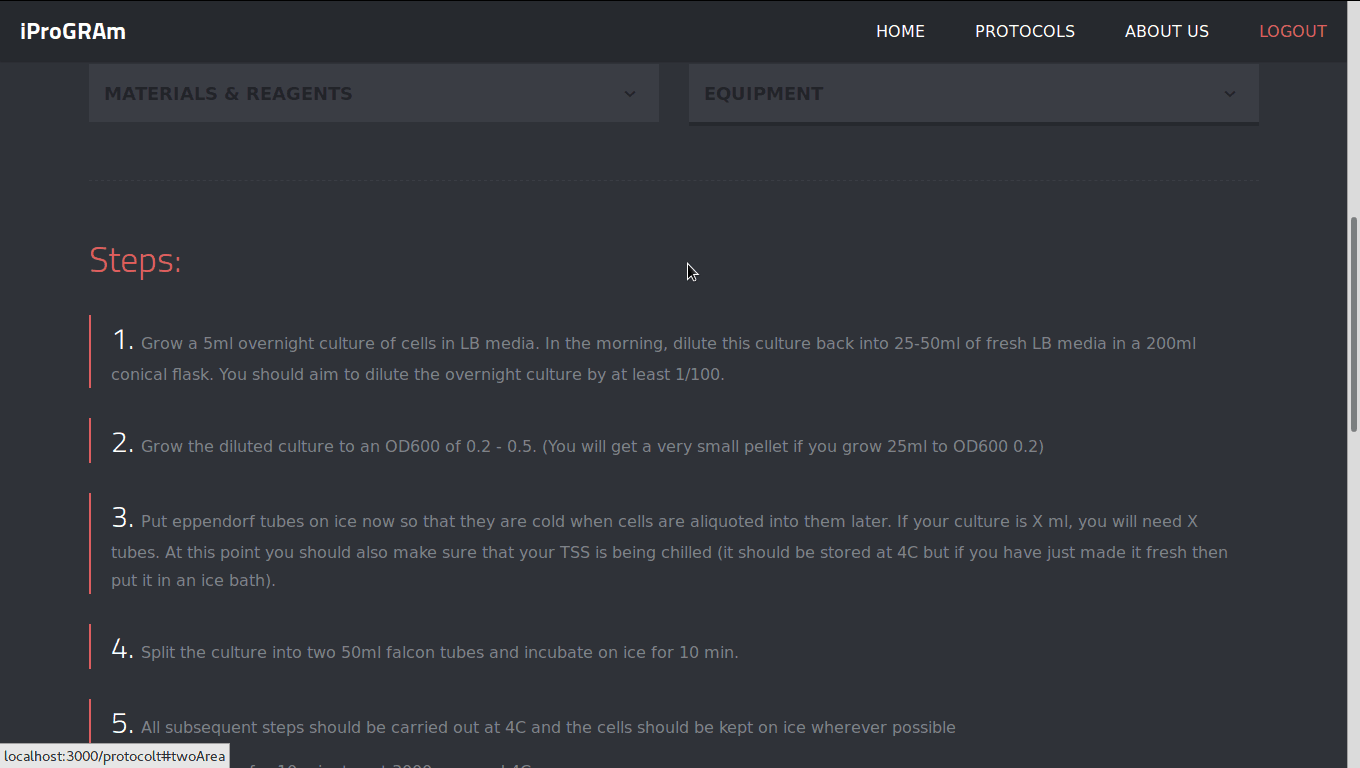 iProGRAm
HOME PROTOCOLS ABOUT US LOGOUT
MATERIALS & REAGENTS
EQUIPMENT
Steps:
1. Grow a 5ml overnight culture of cells in LB media. In the morning, dilute this culture back into 25-50ml of fresh LB media in a 200ml
conical flask. You should aim to dilute the overnight culture by at least 1/100.
2. Grow the diluted culture to an OD600 of 0.2 - 0.5. (You will get a very small pellet if you grow 25ml to OD600 0.2)
3. Put eppendorf tubes on ice now so that they are cold when cells are aliquoted into them later. If your culture is X ml, you will need X
tubes. At this point you should also make sure that your TSS is being chilled (it should be stored at 4C but if you have just made it fresh then
put it in an ice bath).
4. Split the culture into two 50ml falcon tubes and incubate on ice for 10 min.
5. All subsequent steps should be carried out at 4C and the cells should be kept on ice wherever possible
localhost:3000/protocolt#twoArea